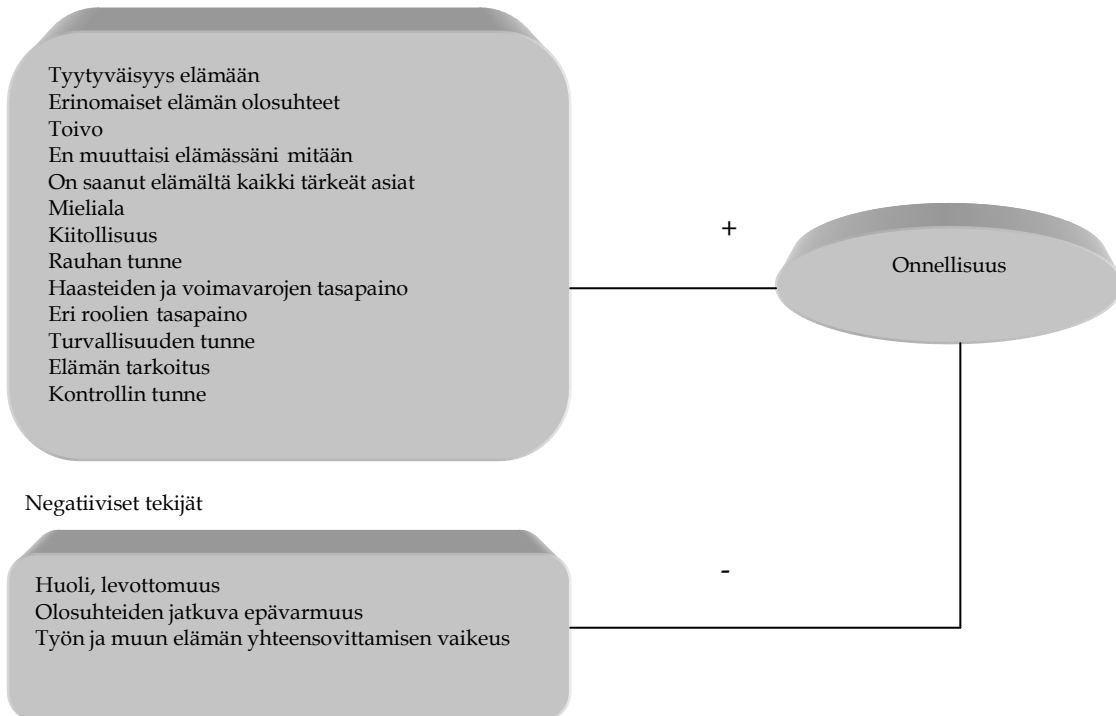 Tyytyväisyys elämään
Erinomaiset elämän olosuhteet
Toivo
En muuttaisi elämässäni mitään
On saanut elämältä kaikki tärkeät asiat
Mieliala
Kiitollisuus
Rauhan tunne
Haasteiden ja voimavarojen tasapaino
Eri roolien tasapaino
Turvallisuuden tunne
Elämän tarkoitus
Kontrollin tunne
+
Onnellisuus
Negatiiviset tekijät
Huoli, levottomuus
Olosuhteiden jatkuva epävarmuus
Työn ja muun elämän yhteensovittamisen vaikeus
-